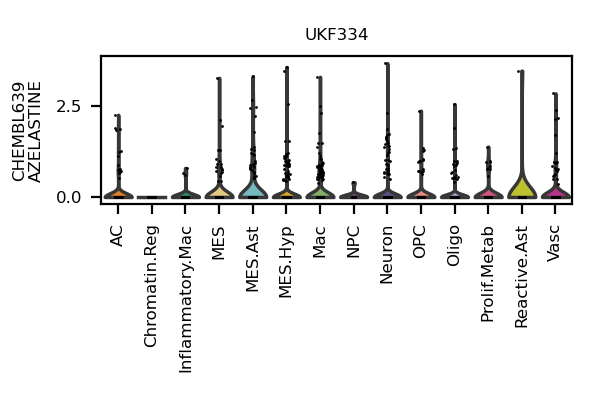 UKF334
CHEMBL639
AZELASTINE
2.5
0.0
AC
Chromatin.Reg
Inflammatory.Mac
MES
MES.Ast
MES.Hyp
Mac
NPC
Neuron
OPC
Oligo
Prolif.Metab
Reactive.Ast
Vasc